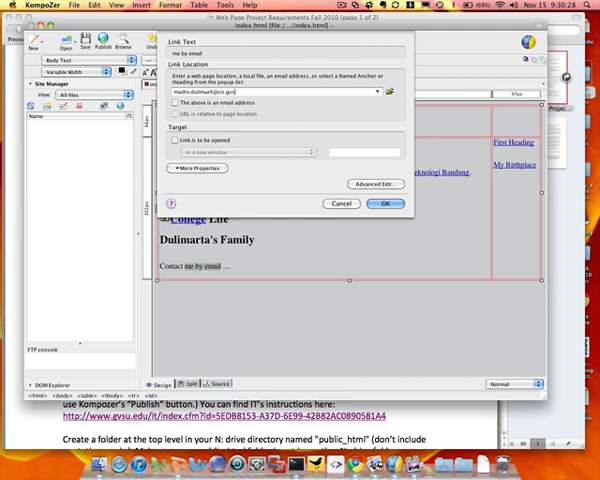 KompoZer File Edit View Insert Format Table Tools Help (68%) Nov 15 9:30:28
Web Page Project Requirements Fall 2010 (page 1 of 2)
index.html [file:/.../index.html] –
Previous
New Open Save Publish Browse
Body Text
Variable Width
Site Manager
View: All files
Name
FTP console
DOM Explorer
Link Text
me by email
Link Location
Enter a web page location, a local file, an email address, or select a Named Anchor or
Heading from the popup list:
mailto:dulimarh@cis.gvs
The above is an email address
URL is relative to page location
Target
Link is to be opened
in a new window
More Properties
Advanced Edit...
Cancel OK
97px
First Heading
My Birthplace
eknologi Bandung.
College Life
Dulimarta's Family
Contact me by email ....
Design Split Source
Normal
<html> <body> <table> <tbody> <tr> <td>
use Kompozer's "Publish" button.) You can find IT's instructions here:
http://www.gvsu.edu/it/index.cfm?id=5EDB8153-A37D-6E99-42B82AC0890581A4
Create a folder at the top level in your N: drive directory named "public_html" (don't include